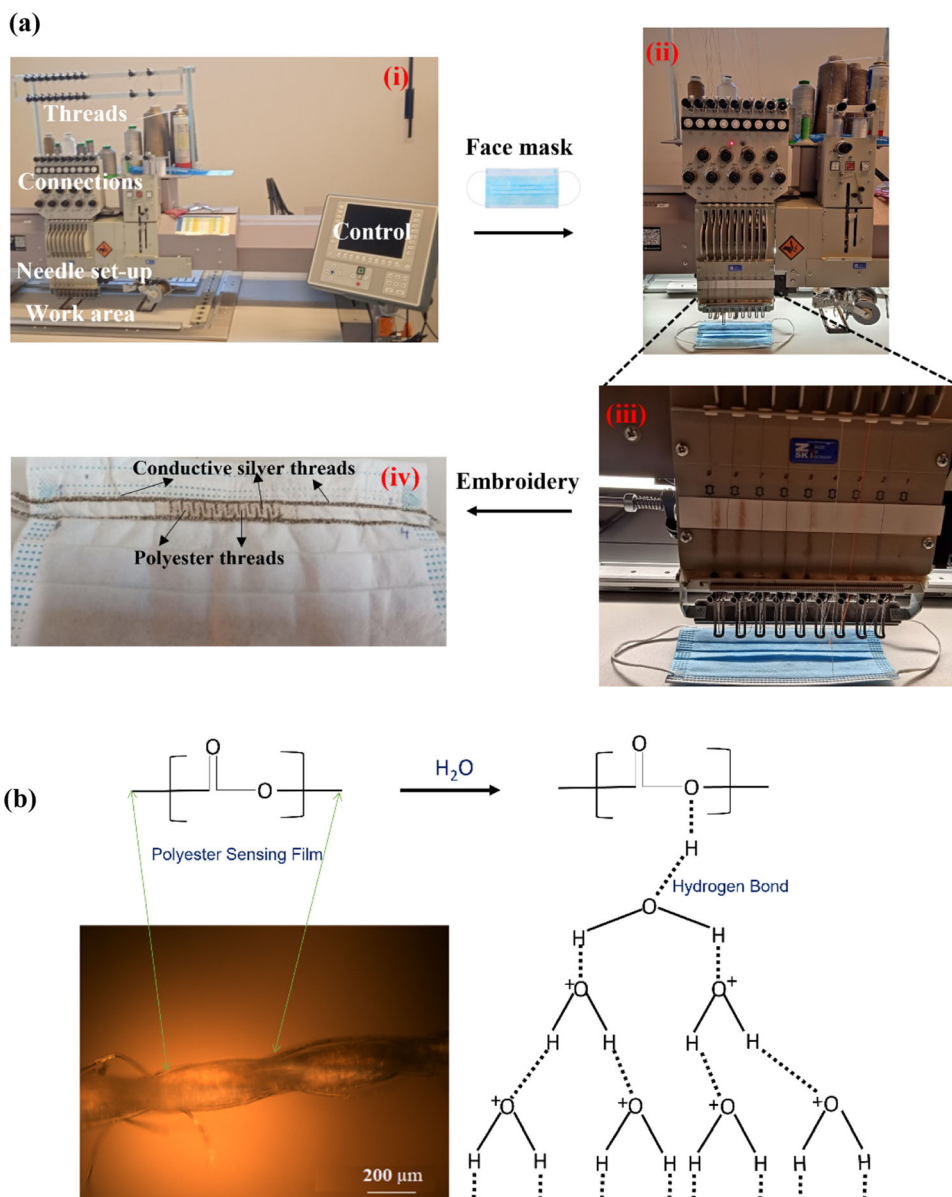 (a)
(i)
Threads
Connections
Control
Needle set-up
Work area
Face mask
(ii)
(iii)
ZSK
Embroidery
(iv)
Conductive silver threads
Polyester threads
(b)
O
O
Polyester Sensing Film
H₂O
O
O
H
Hydrogen Bond
O
H H
⁺O O⁺
H H H H
⁺O ⁺O ⁺O ⁺O
H H H H H H H H
200 µm